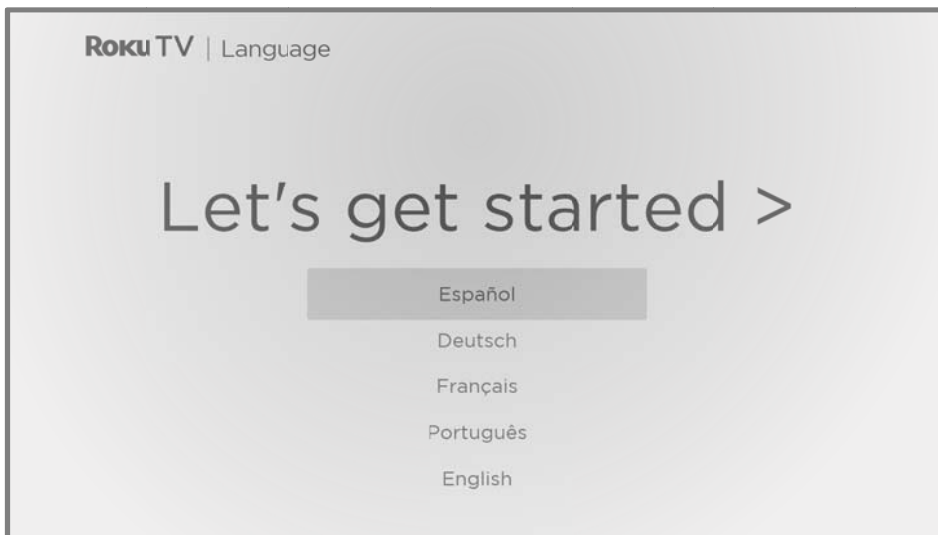 Roku TV | Language
Let's get started >
Español
Deutsch
Français
Português
English